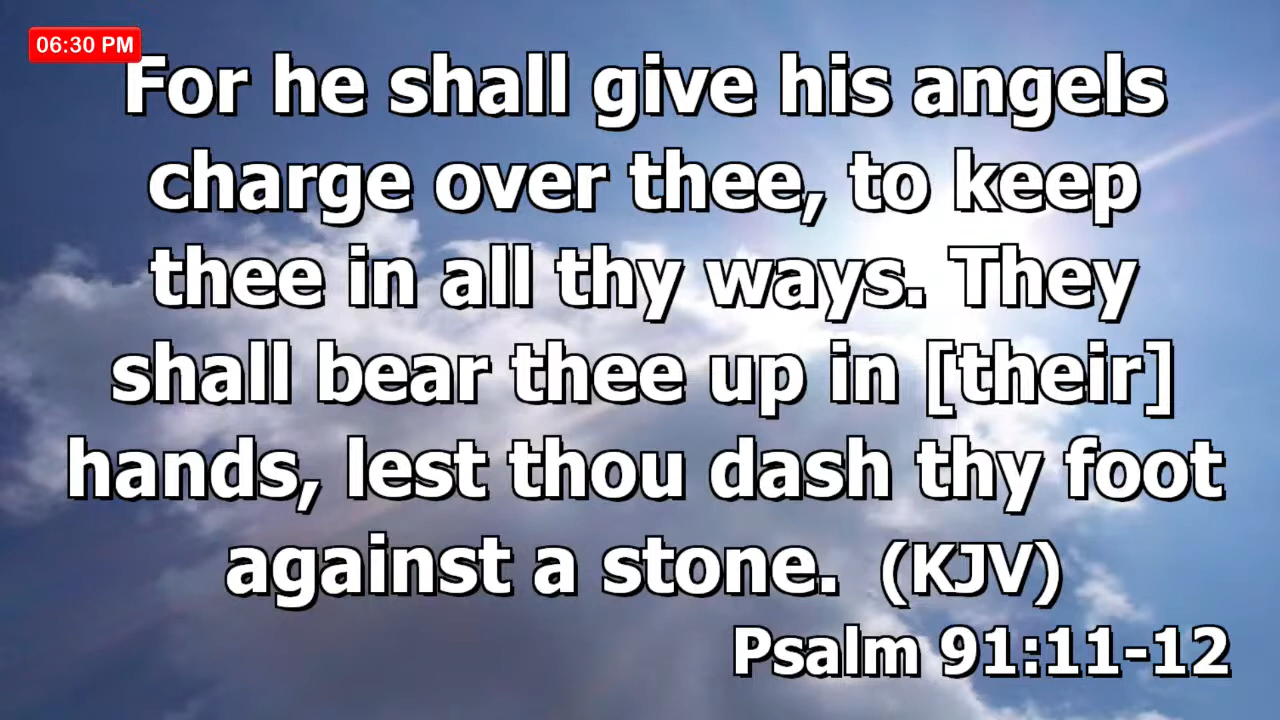 06:30 PM
For he shall give his angels
charge over thee, to keep
thee in all thy ways. They
shall bear thee up in [their]
hands, lest thou dash thy foot
against a stone. (KJV)
Psalm 91:11-12